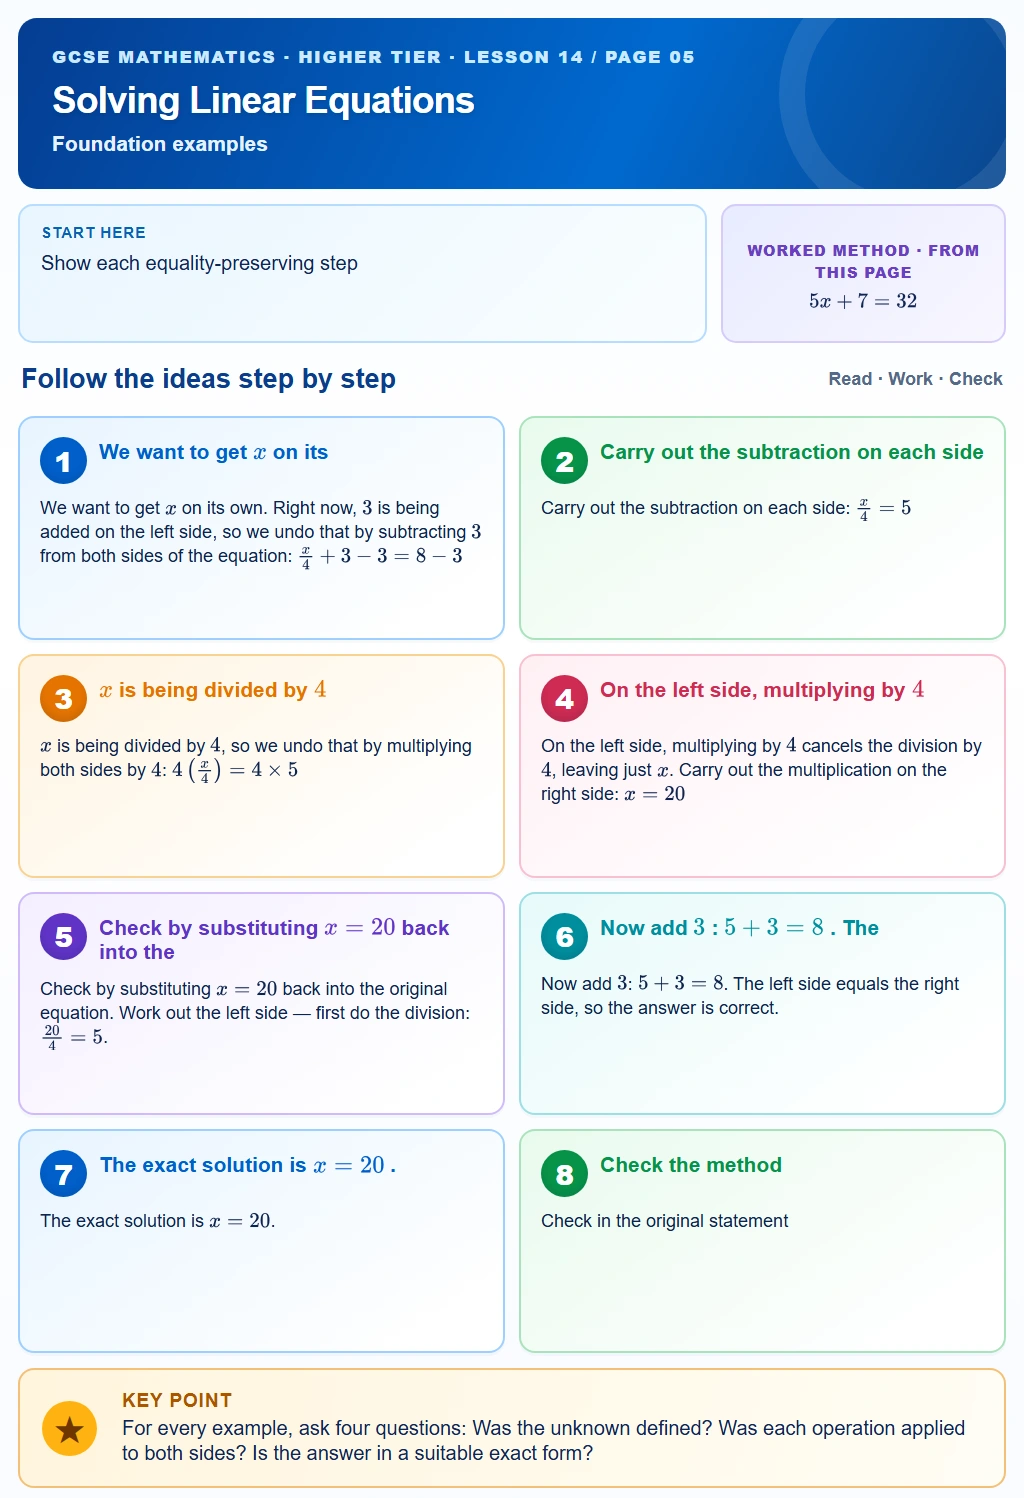 GCSE MATHEMATICS · HIGHER TIER · LESSON 14 / PAGE 05
Solving Linear Equations
Foundation examples
START HERE
Show each equality-preserving step
WORKED METHOD · FROM
THIS PAGE
5x + 7 = 32
Follow the ideas step by step
Read · Work · Check
1
We want to get x on its
We want to get x on its own. Right now, 3 is being
added on the left side, so we undo that by subtracting 3
from both sides of the equation: x/4 + 3 − 3 = 8 − 3
2
Carry out the subtraction on each side
Carry out the subtraction on each side: x/4 = 5
3
x is being divided by 4
x is being divided by 4, so we undo that by multiplying
both sides by 4: 4 (x/4) = 4 × 5
4
On the left side, multiplying by 4
On the left side, multiplying by 4 cancels the division by
4, leaving just x. Carry out the multiplication on the
right side: x = 20
5
Check by substituting x = 20 back
into the
Check by substituting x = 20 back into the original
equation. Work out the left side — first do the division:
20/4 = 5.
6
Now add 3 : 5 + 3 = 8 . The
Now add 3: 5 + 3 = 8. The left side equals the right
side, so the answer is correct.
7
The exact solution is x = 20 .
The exact solution is x = 20.
8
Check the method
Check in the original statement
KEY POINT
For every example, ask four questions: Was the unknown defined? Was each operation applied
to both sides? Is the answer in a suitable exact form?